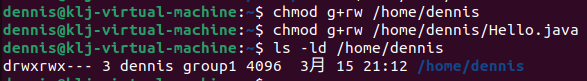 dennis@klj-virtual-machine:~$ chmod g+rw /home/dennis
dennis@klj-virtual-machine:~$ chmod g+rw /home/dennis/Hello.java
dennis@klj-virtual-machine:~$ ls -ld /home/dennis
drwxrwx--- 3 dennis group1 4096  3月 15 21:12 /home/dennis